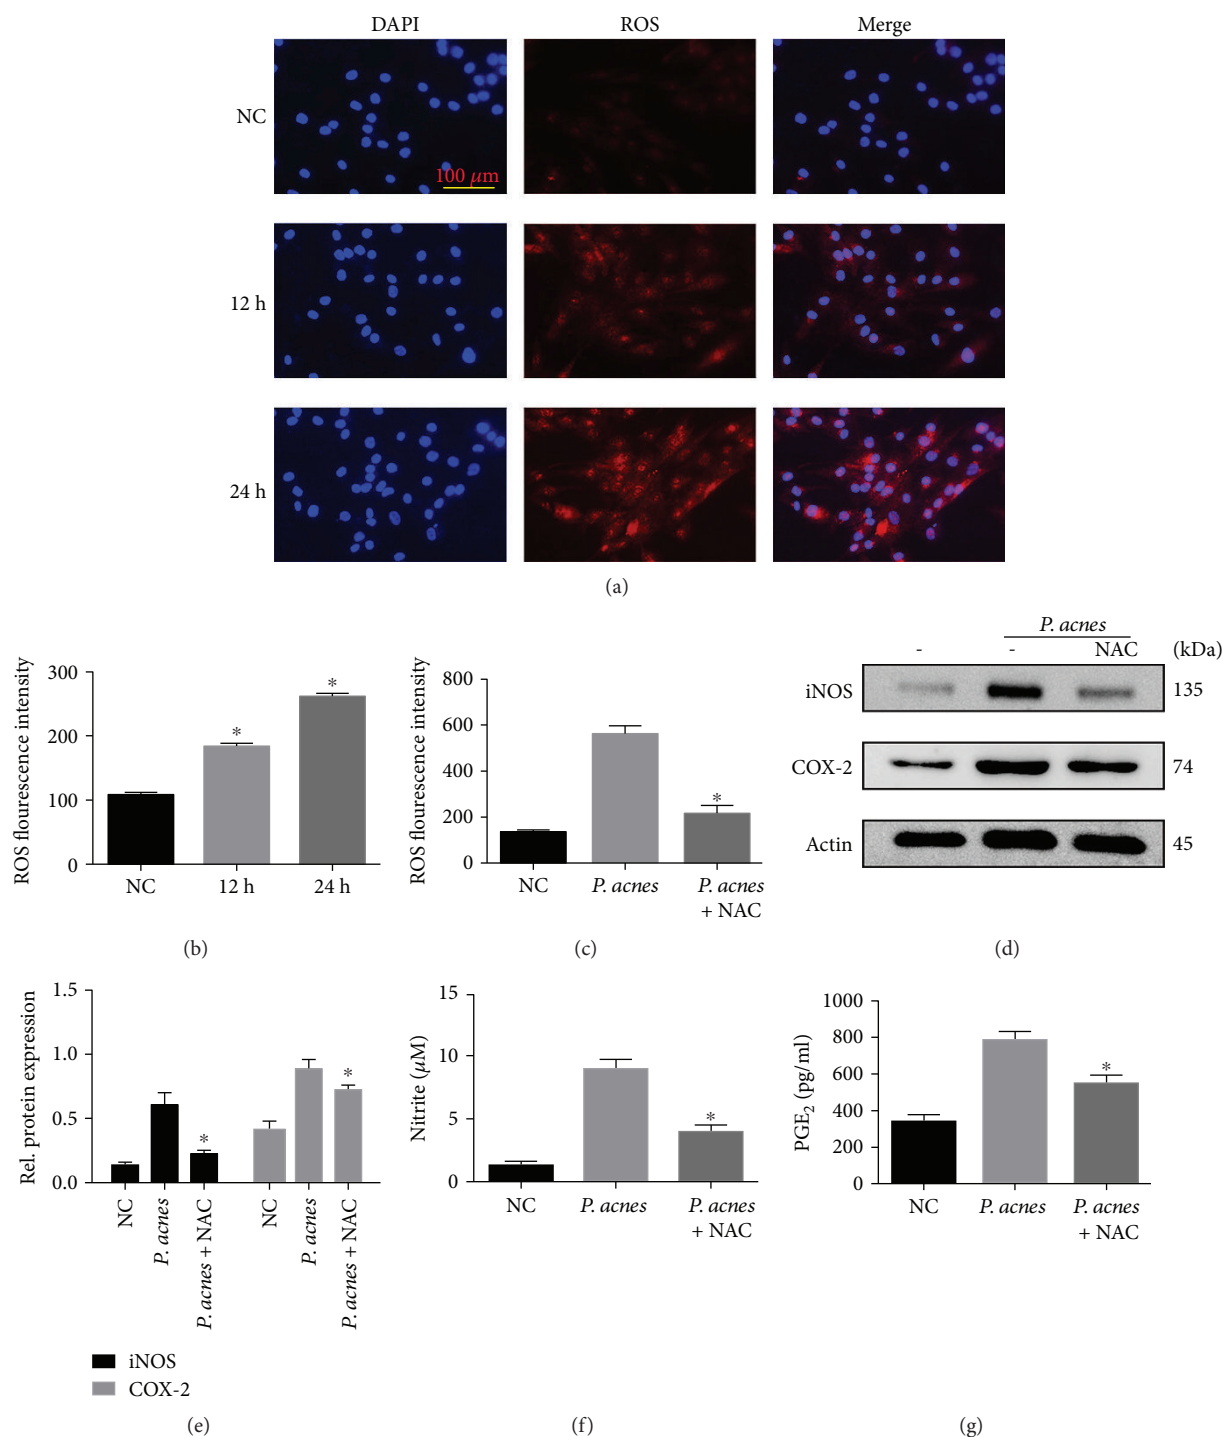 DAPI ROS Merge
NC
100 μm
12 h
24 h
(a)
ROS flourescence intensity
300
200
100
0
NC 12 h 24 h
(b)
* *
ROS flourescence intensity
800
600
400
200
0
*
NC P. acnes P. acnes
+ NAC
(c)
P. acnes
- - NAC (kDa)
iNOS 135
COX-2 74
Actin 45
(d)
Rel. protein expression
1.5
1.0
0.5
0.0
* *
NC
P. acnes
P. acnes + NAC
NC
P. acnes
P. acnes + NAC
iNOS
COX-2
(e)
Nitrite (μM)
15
10
5
0
*
NC P. acnes P. acnes
+ NAC
(f)
PGE2 (pg/ml)
1000
800
600
400
200
0
*
NC P. acnes P. acnes
+ NAC
(g)